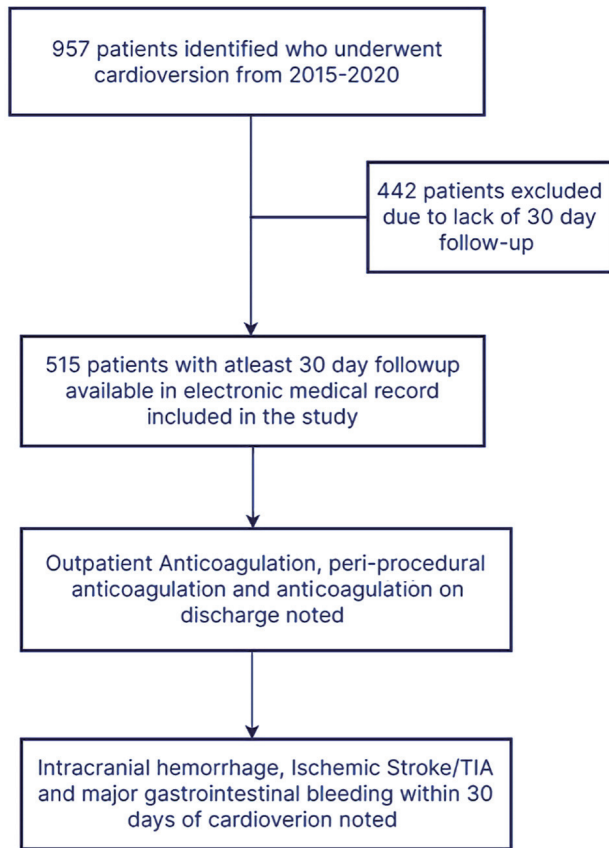 957 patients identified who underwent
cardioversion from 2015-2020
442 patients excluded
due to lack of 30 day
follow-up
515 patients with atleast 30 day followup
available in electronic medical record
included in the study
Outpatient Anticoagulation, peri-procedural
anticoagulation and anticoagulation on
discharge noted
Intracranial hemorrhage, Ischemic Stroke/TIA
and major gastrointestinal bleeding within 30
days of cardioverion noted